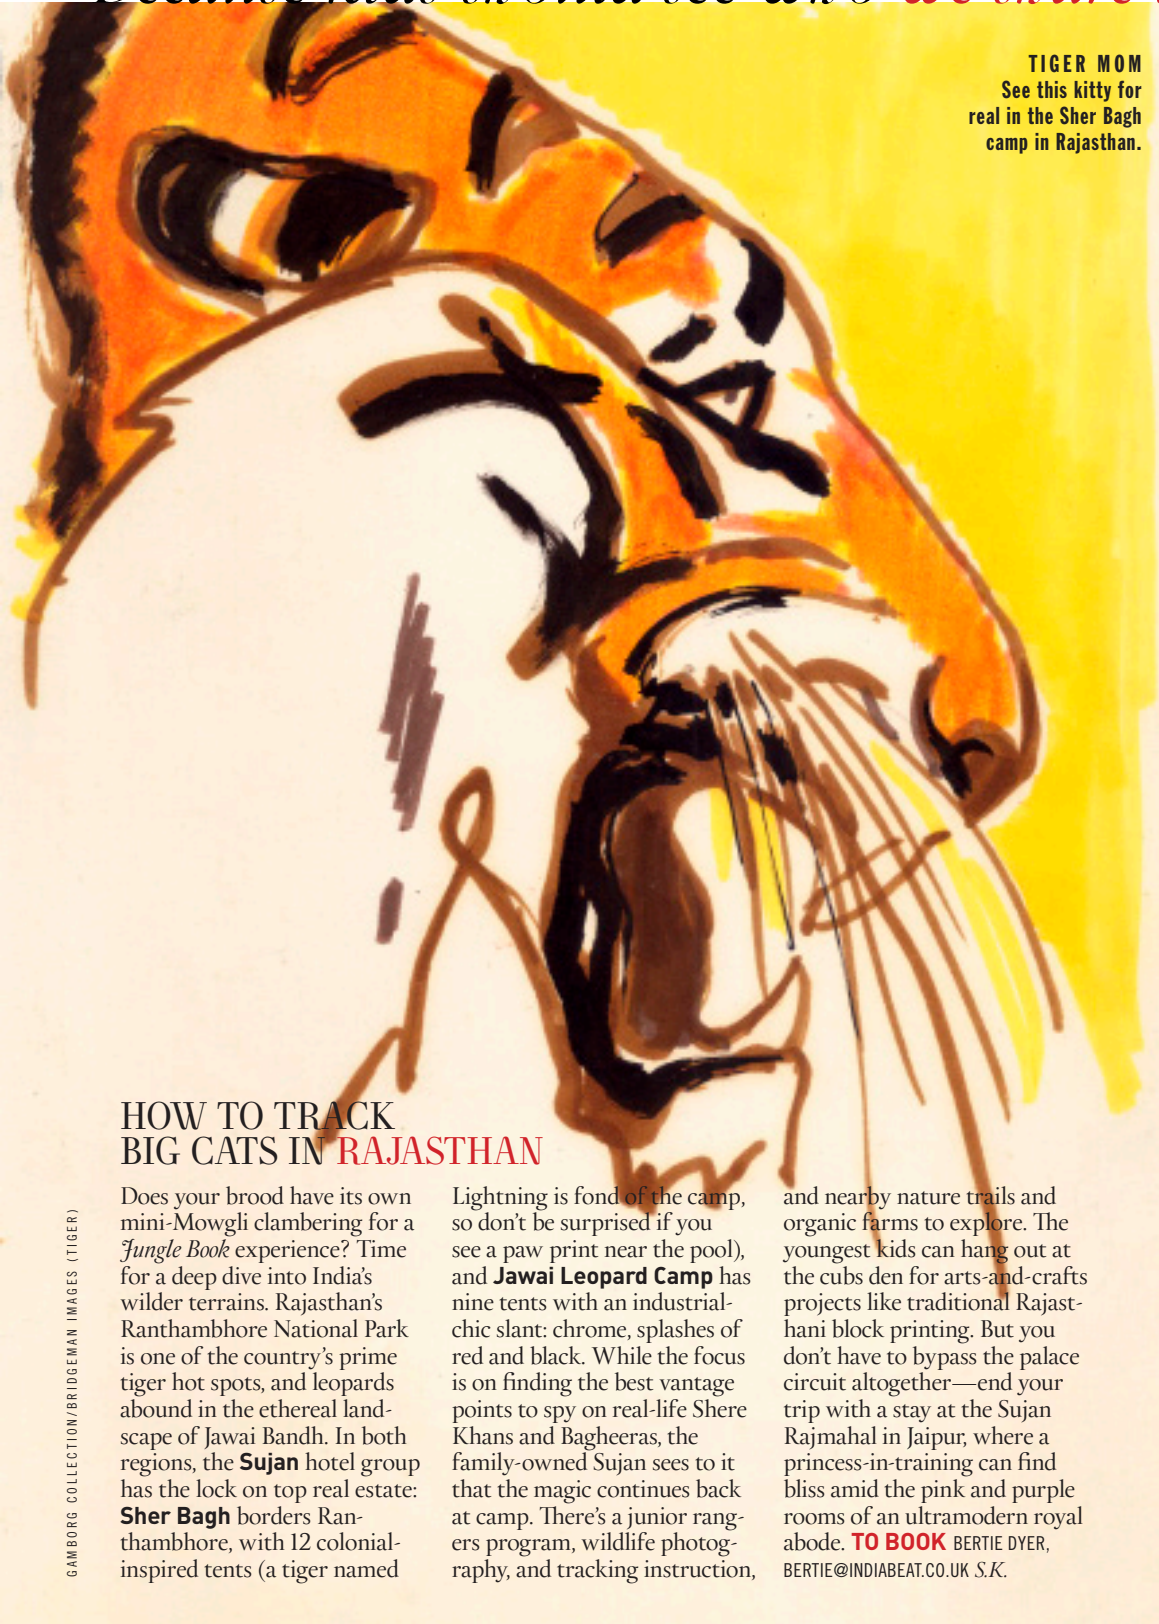 TIGER MOM
See this kitty for
real in the Sher Bagh
camp in Rajasthan.
HOW TO TRACK
BIG CATS IN RAJASTHAN
Does your brood have its own
mini-Mowgli clambering for a
Jungle Book experience? Time
for a deep dive into India’s
wilder terrains. Rajasthan’s
Ranthambhore National Park
is one of the country’s prime
tiger hot spots, and leopards
abound in the ethereal land-
scape of Jawai Bandh. In both
regions, the Sujan hotel group
has the lock on top real estate:
Sher Bagh borders Ran-
thambhore, with 12 colonial-
inspired tents (a tiger named
Lightning is fond of the camp,
so don’t be surprised if you
see a paw print near the pool),
and Jawai Leopard Camp has
nine tents with an industrial-
chic slant: chrome, splashes of
red and black. While the focus
is on finding the best vantage
points to spy on real-life Shere
Khans and Bagheeras, the
family-owned Sujan sees to it
that the magic continues back
at camp. There’s a junior rang-
ers program, wildlife photog-
raphy, and tracking instruction,
and nearby nature trails and
organic farms to explore. The
youngest kids can hang out at
the cubs den for arts-and-crafts
projects like traditional Rajast-
hani block printing. But you
don’t have to bypass the palace
circuit altogether—end your
trip with a stay at the Sujan
Rajmahal in Jaipur, where a
princess-in-training can find
bliss amid the pink and purple
rooms of an ultramodern royal
abode. TO BOOK BERTIE DYER,
BERTIE@INDIABEAT.CO.UK S.K.
GAMBORG COLLECTION/BRIDGEMAN IMAGES (TIGER)